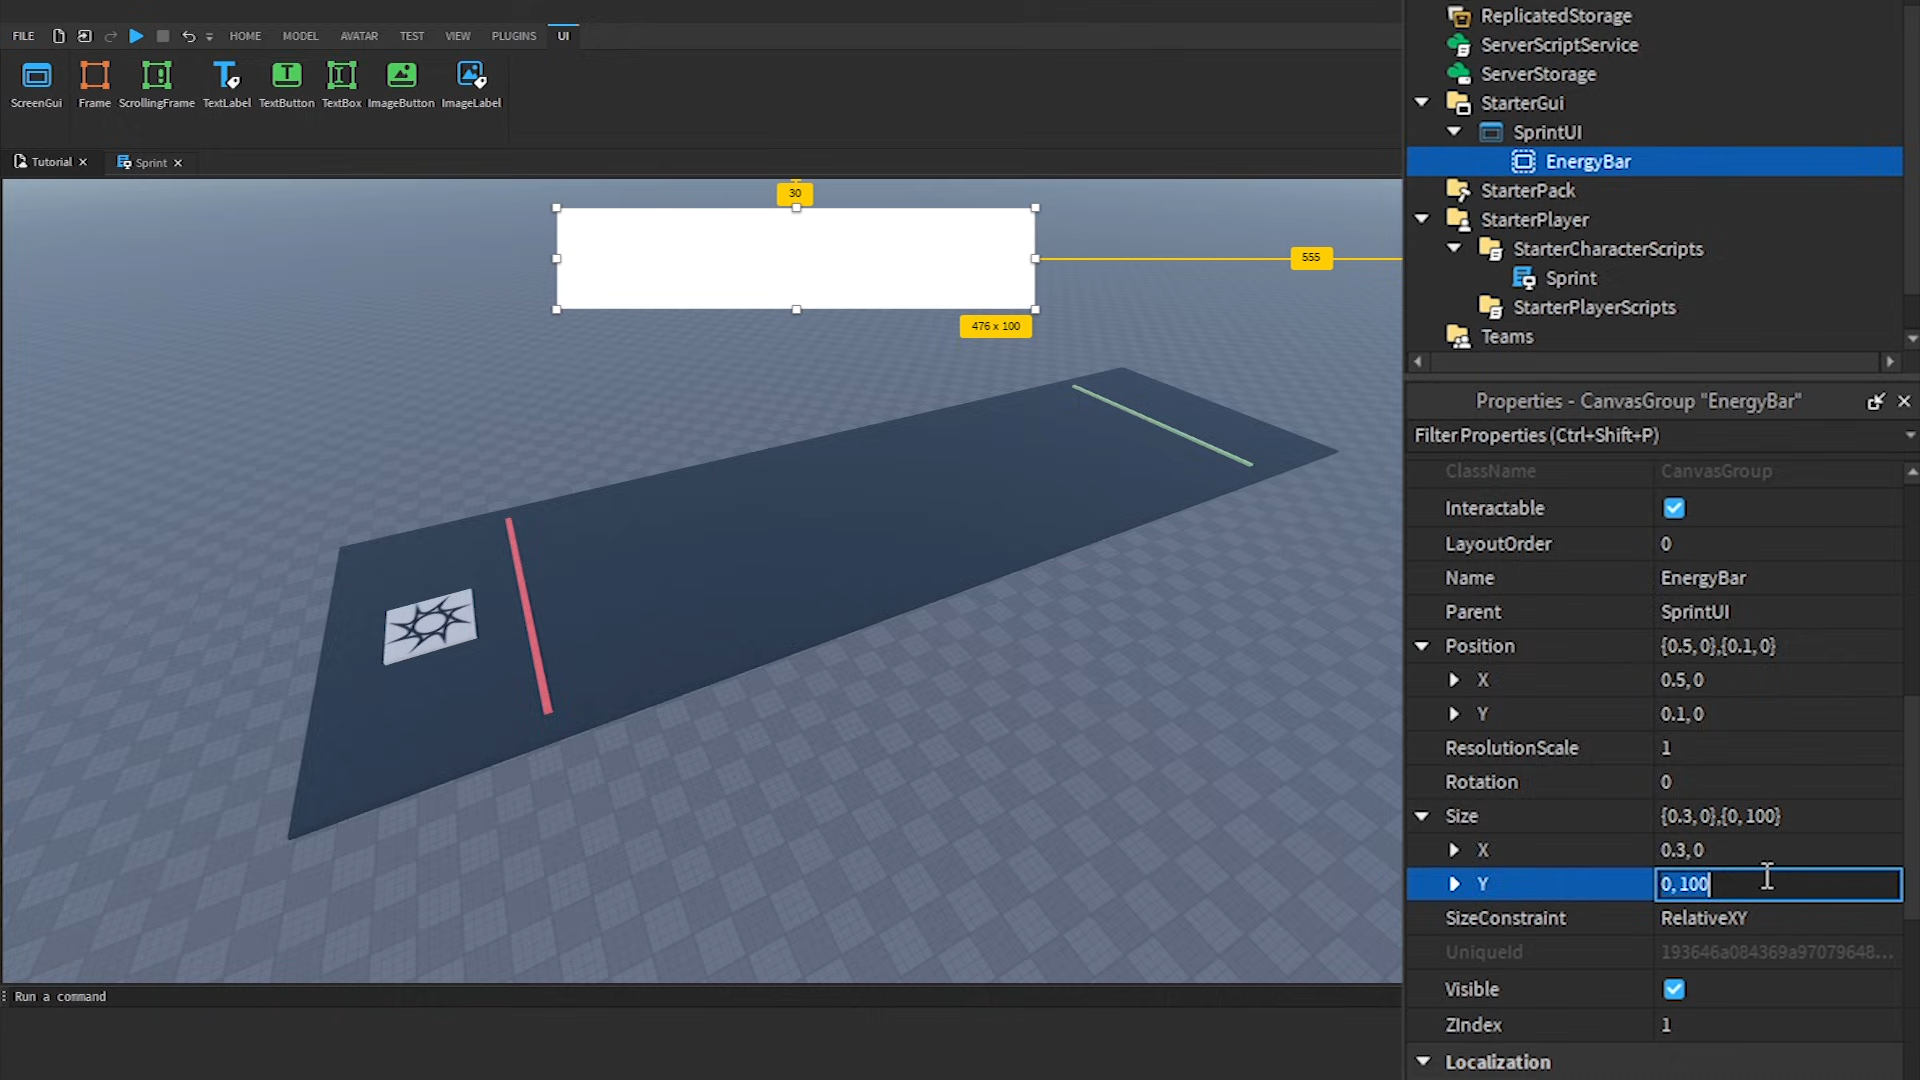 FILE
HOME
MODEL
AVATAR
TEST
VIEW
PLUGINS
UI
ScreenGui
Frame
ScrollingFrame
TextLabel
TextButton
TextBox
ImageButton
ImageLabel
Tutorial
Sprint
30
555
476 x 100
Run a command
ReplicatedStorage
ServerScriptService
ServerStorage
StarterGui
SprintUI
EnergyBar
StarterPack
StarterPlayer
StarterCharacterScripts
Sprint
StarterPlayerScripts
Teams
Properties - CanvasGroup "EnergyBar"
Filter Properties (Ctrl+Shift+P)
ClassName CanvasGroup
Interactable
LayoutOrder 0
Name EnergyBar
Parent SprintUI
Position {0.5, 0},{0.1, 0}
X 0.5, 0
Y 0.1, 0
ResolutionScale 1
Rotation 0
Size {0.3, 0},{0, 100}
X 0.3, 0
Y 0, 100
SizeConstraint RelativeXY
UniqueId 193646a084369a97079648...
Visible
ZIndex 1
Localization